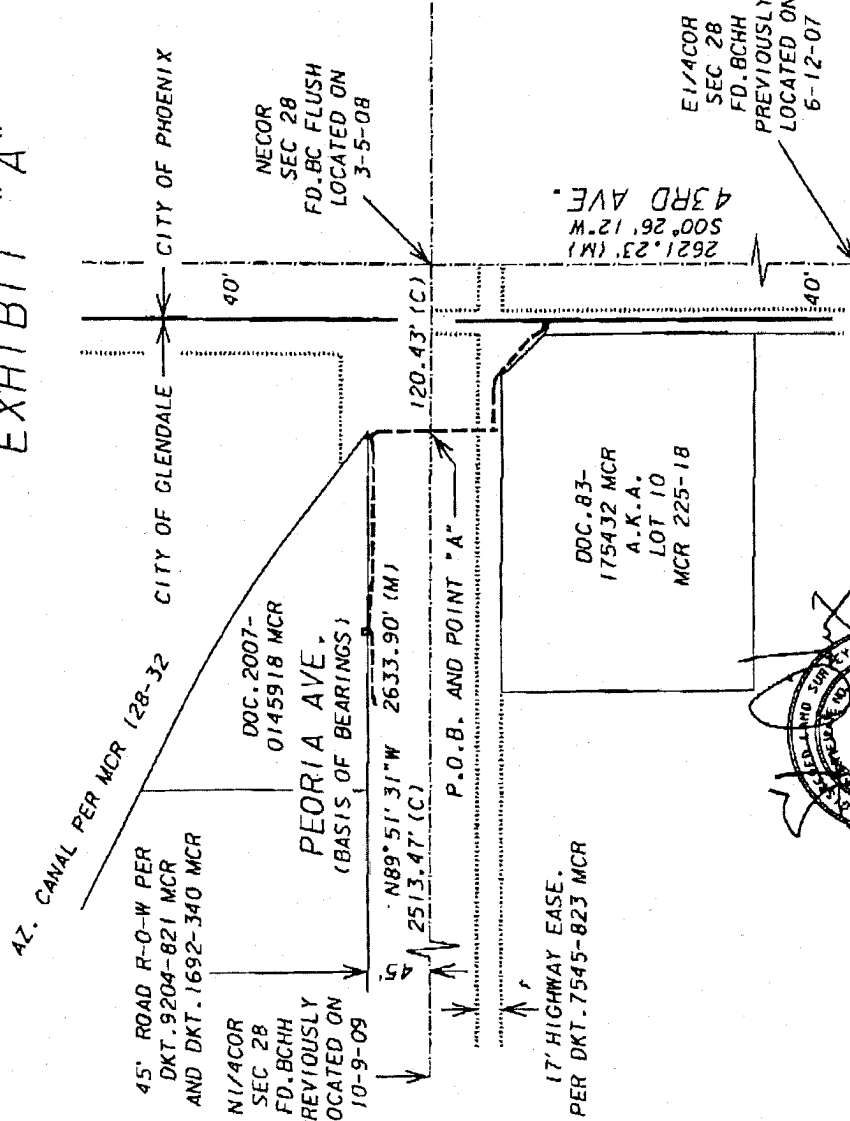 EXHIBIT "A"
CITY OF GLENDALE
CITY OF PHOENIX
AZ. CANAL PER MCR 128-32
40'
NECOR
SEC 28
FD.BC FLUSH
LOCATED ON
3-5-08
45' ROAD R-O-W PER
DKT.9204-821 MCR
AND DKT.1692-340 MCR
DOC.2007-
0145918 MCR
PEORIA AVE.
(BASIS OF BEARINGS)
N1/4COR
SEC 28
FD.BCHH
REVIOUSLY
OCATED ON
10-9-09
45'
N89°51'31"W 2633.90' (M)
2513.47' (C)
120.43' (C)
P.O.B. AND POINT "A"
2621.23' (M)
S00°26'12"W
43RD AVE.
E1/4COR
SEC 28
FD.BCHH
PREVIOUSLY
LOCATED ON
6-12-07
17' HIGHWAY EASE.
PER DKT.7545-823 MCR
DOC.83-
175432 MCR
A.K.A.
LOT 10
MCR 225-18
40'
LAND SUR